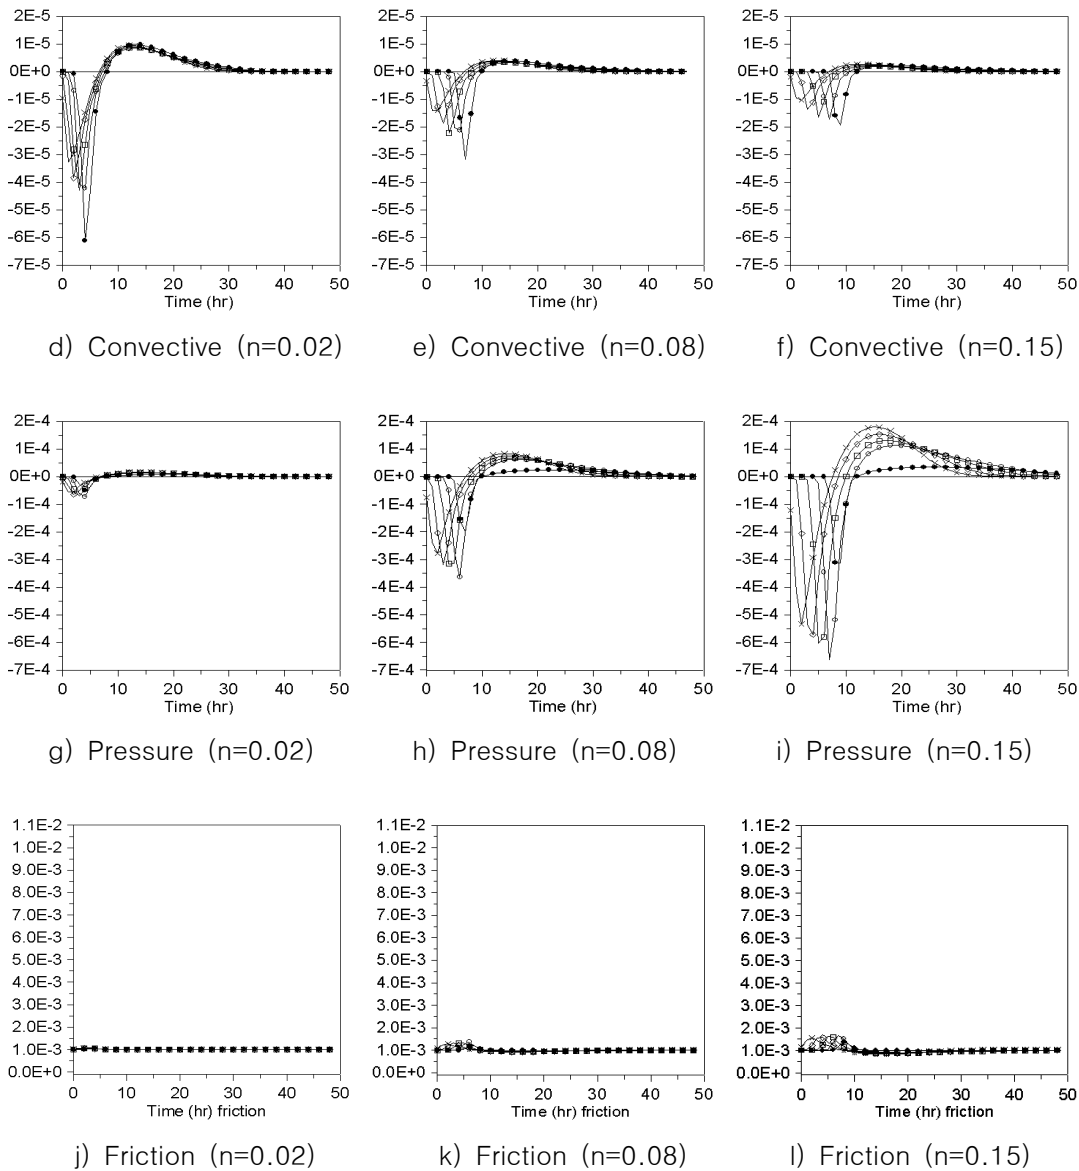 2E-5 2E-5 2E-5
1E-5 1E-5 1E-5
0E+0 0E+0 0E+0
-1E-5 -1E-5 -1E-5
-2E-5 -2E-5 -2E-5
-3E-5 -3E-5 -3E-5
-4E-5 -4E-5 -4E-5
-5E-5 -5E-5 -5E-5
-6E-5 -6E-5 -6E-5
-7E-5 -7E-5 -7E-5
0 10 20 30 40 50 0 10 20 30 40 50 0 10 20 30 40 50
Time (hr) Time (hr) Time (hr)
d) Convective (n=0.02) e) Convective (n=0.08) f) Convective (n=0.15)
2E-4 2E-4 2E-4
1E-4 1E-4 1E-4
0E+0 0E+0 0E+0
-1E-4 -1E-4 -1E-4
-2E-4 -2E-4 -2E-4
-3E-4 -3E-4 -3E-4
-4E-4 -4E-4 -4E-4
-5E-4 -5E-4 -5E-4
-6E-4 -6E-4 -6E-4
-7E-4 -7E-4 -7E-4
0 10 20 30 40 50 0 10 20 30 40 50 0 10 20 30 40 50
Time (hr) Time (hr) Time (hr)
g) Pressure (n=0.02) h) Pressure (n=0.08) i) Pressure (n=0.15)
1.1E-2 1.1E-2 1.1E-2
1.0E-2 1.0E-2 1.0E-2
9.0E-3 9.0E-3 9.0E-3
8.0E-3 8.0E-3 8.0E-3
7.0E-3 7.0E-3 7.0E-3
6.0E-3 6.0E-3 6.0E-3
5.0E-3 5.0E-3 5.0E-3
4.0E-3 4.0E-3 4.0E-3
3.0E-3 3.0E-3 3.0E-3
2.0E-3 2.0E-3 2.0E-3
1.0E-3 1.0E-3 1.0E-3
0.0E+0 0.0E+0 0.0E+0
0 10 20 30 40 50 0 10 20 30 40 50 0 10 20 30 40 50
Time (hr) friction Time (hr) friction Time (hr) friction
j) Friction (n=0.02) k) Friction (n=0.08) l) Friction (n=0.15)